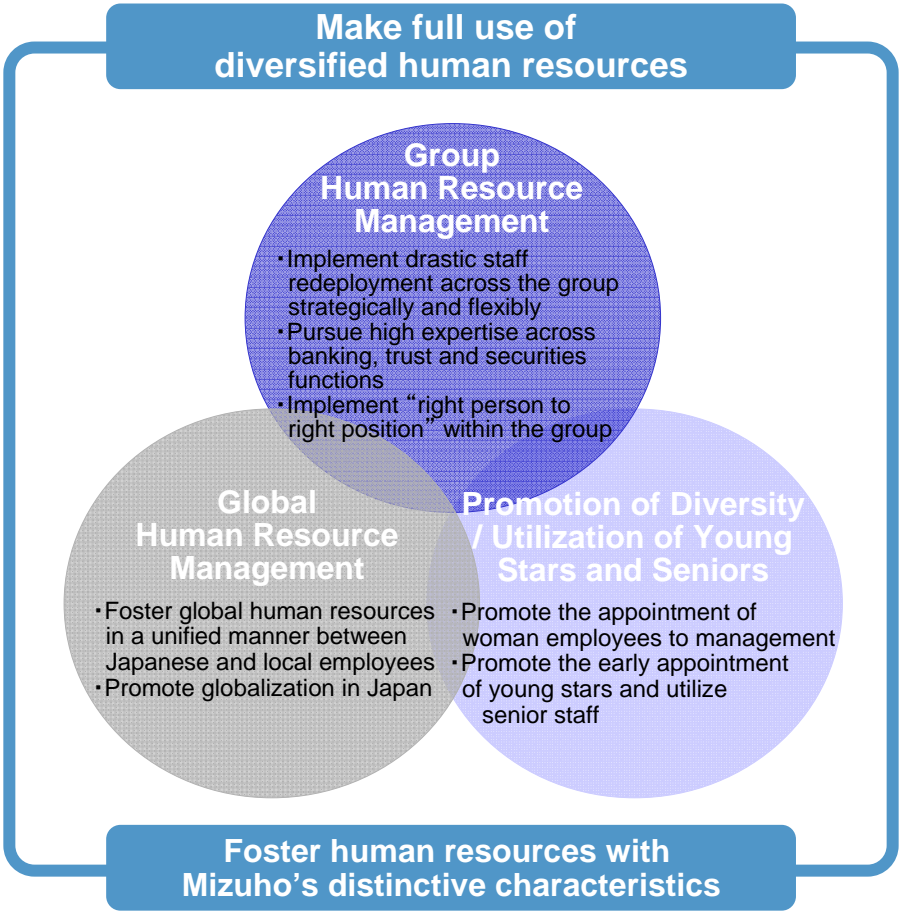 Make full use of
diversified human resources
Group
Human Resource
Management
・Implement drastic staff
redeployment across the group
strategically and flexibly
・Pursue high expertise across
banking, trust and securities
functions
・Implement “right person to
right position” within the group
Global
Human Resource
Management
・Foster global human resources
in a unified manner between
Japanese and local employees
・Promote globalization in Japan
Promotion of Diversity
/ Utilization of Young
Stars and Seniors
・Promote the appointment of
woman employees to management
・Promote the early appointment
of young stars and utilize
senior staff
Foster human resources with
Mizuho’s distinctive characteristics